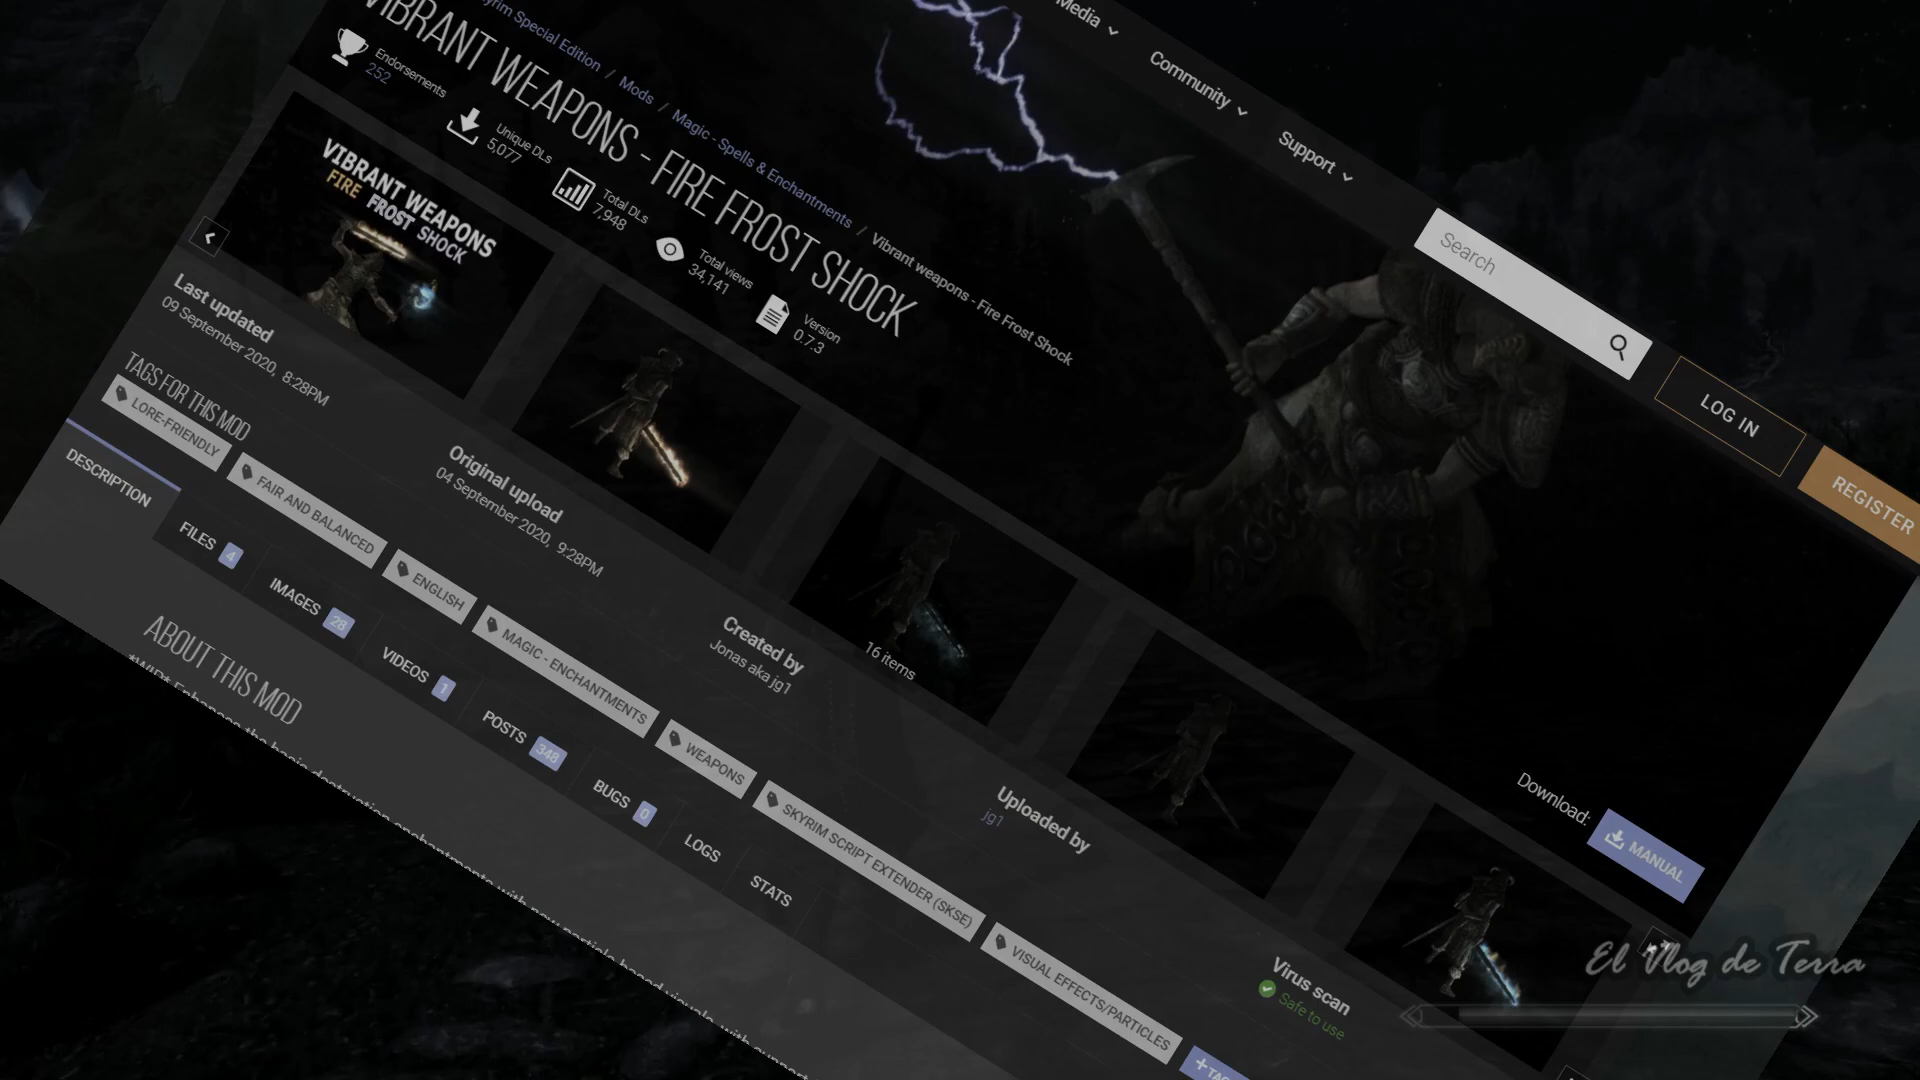 Media
Community
Support
Search
LOG IN
REGISTER
Special Edition / Mods / Magic - Spells & Enchantments / Vibrant weapons - Fire Frost Shock
VIBRANT WEAPONS - FIRE FROST SHOCK
Endorsements
252
Unique DLs
5,077
Total DLs
7,948
Total views
34,141
Version
0.7.3
Download:
MANUAL
VIBRANT WEAPONS
FIRE FROST SHOCK
16 items
Last updated
09 September 2020, 8:28PM
Original upload
04 September 2020, 9:28PM
Created by
Jonas aka jg1
Uploaded by
jg1
Virus scan
Safe to use
TAGS FOR THIS MOD
LORE-FRIENDLY
FAIR AND BALANCED
ENGLISH
MAGIC - ENCHANTMENTS
WEAPONS
SKYRIM SCRIPT EXTENDER (SKSE)
VISUAL EFFECTS/PARTICLES
DESCRIPTION
FILES 4
IMAGES 28
VIDEOS 1
POSTS 348
BUGS 0
LOGS
STATS
ABOUT THIS MOD
El Vlog de Terra